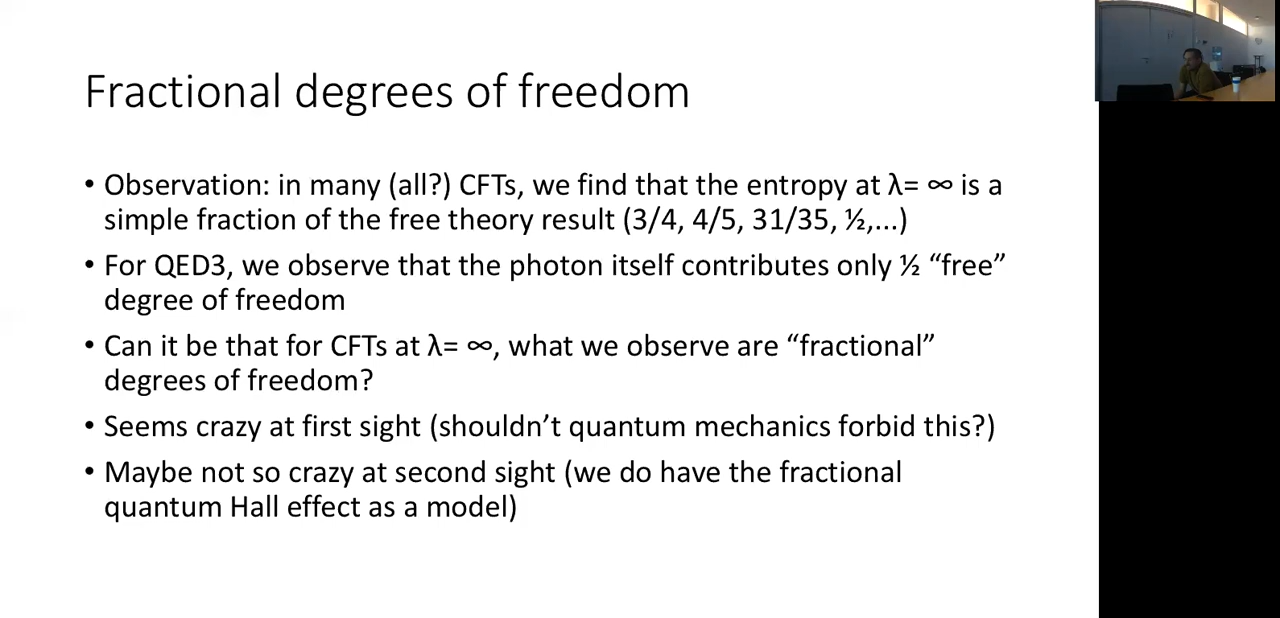 Fractional degrees of freedom
• Observation: in many (all?) CFTs, we find that the entropy at λ= ∞ is a
simple fraction of the free theory result (3/4, 4/5, 31/35, ½,...)
• For QED3, we observe that the photon itself contributes only ½ “free”
degree of freedom
• Can it be that for CFTs at λ= ∞, what we observe are “fractional”
degrees of freedom?
• Seems crazy at first sight (shouldn’t quantum mechanics forbid this?)
• Maybe not so crazy at second sight (we do have the fractional
quantum Hall effect as a model)